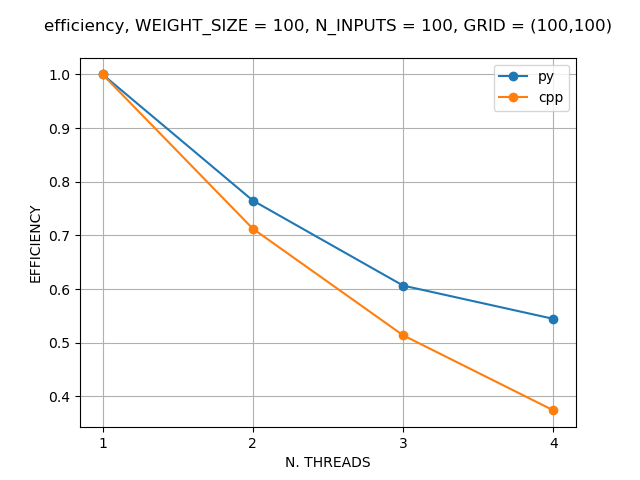 efficiency, WEIGHT_SIZE = 100, N_INPUTS = 100, GRID = (100,100)
py
cpp
1.0
0.9
0.8
0.7
0.6
0.5
0.4
EFFICIENCY
1 2 3 4
N. THREADS